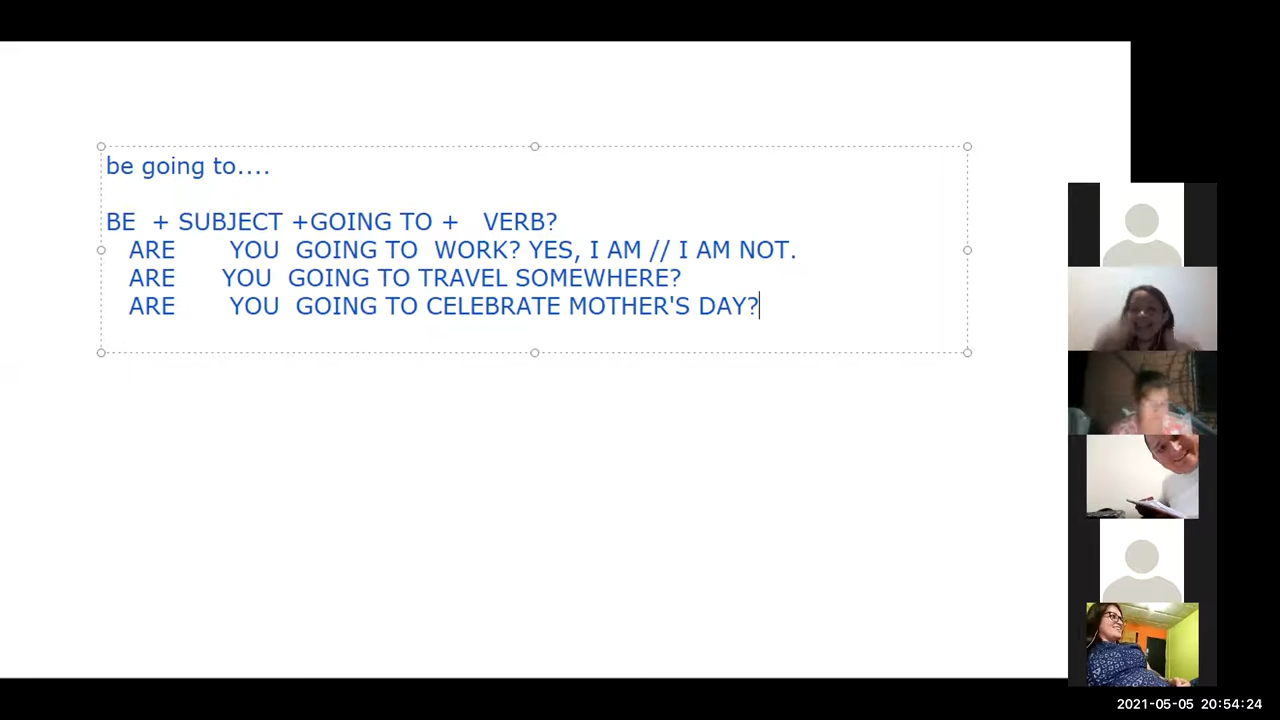 be going to....
BE + SUBJECT +GOING TO + VERB?
ARE YOU GOING TO WORK? YES, I AM // I AM NOT.
ARE YOU GOING TO TRAVEL SOMEWHERE?
ARE YOU GOING TO CELEBRATE MOTHER'S DAY?
2021-05-05 20:54:24